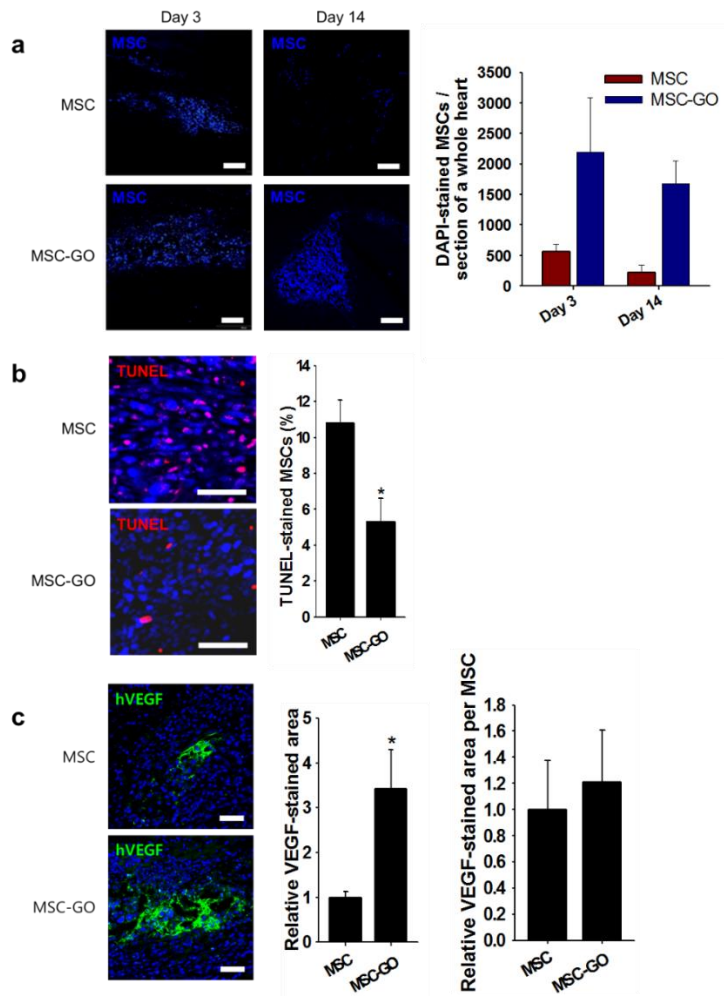 Day 3
Day 14
a
MSC
MSC
MSC
MSC-GO
MSC
MSC
DAPI-stained MSCs /
section of a whole heart
3500
3000
2500
2000
1500
1000
500
0
MSC
MSC-GO
Day 3
Day 14
b
MSC
TUNEL
MSC-GO
TUNEL
TUNEL-stained MSCs (%)
14
12
10
8
6
4
2
0
*
MSC
MSC-GO
c
MSC
hVEGF
MSC-GO
hVEGF
Relative VEGF-stained area
5
4
3
2
1
0
*
MSC
MSC-GO
Relative VEGF-stained area per MSC
1.4
1.2
1.0
0.8
0.6
0.4
0.2
0.0
MSC
MSC-GO